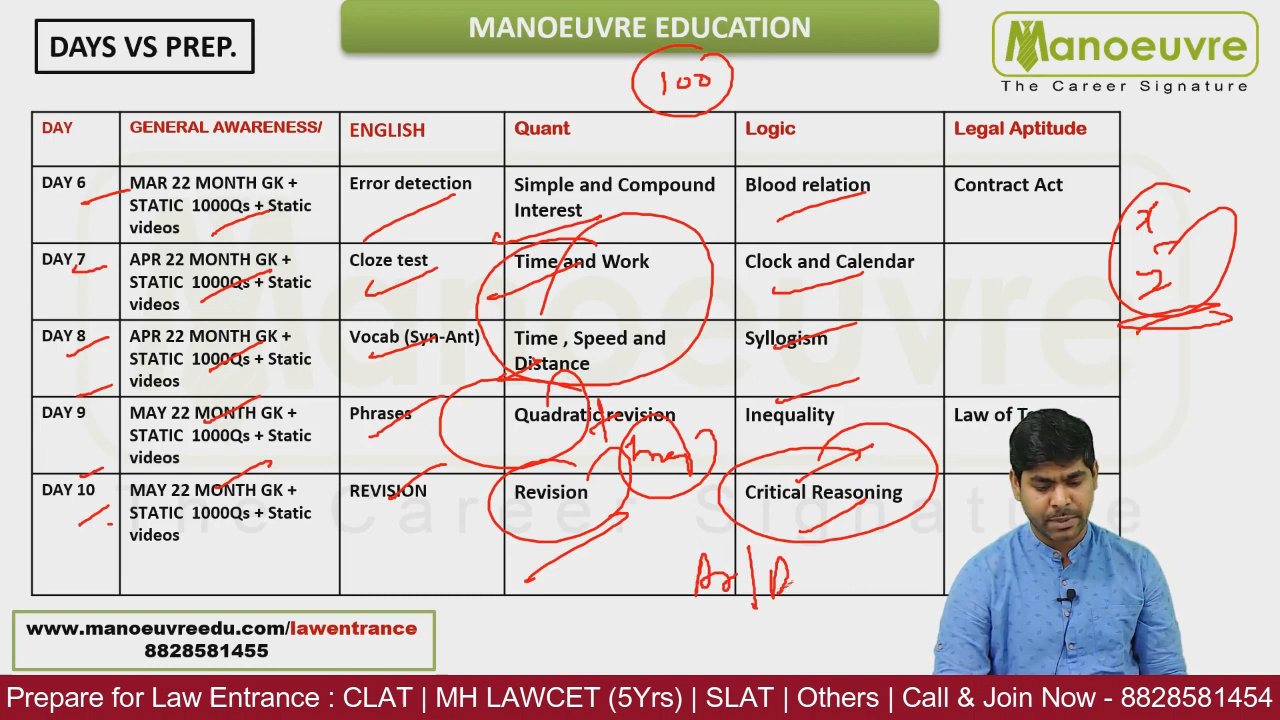 DAYS VS PREP.
MANOEUVRE EDUCATION
Manoeuvre
The Career Signature
100
DAY
GENERAL AWARENESS/
ENGLISH
Quant
Logic
Legal Aptitude
DAY 6
MAR 22 MONTH GK +
STATIC 1000Qs + Static
videos
Error detection
Simple and Compound
Interest
Blood relation
Contract Act
DAY 7
APR 22 MONTH GK +
STATIC 1000Qs + Static
videos
Cloze test
Time and Work
Clock and Calendar
DAY 8
APR 22 MONTH GK +
STATIC 1000Qs + Static
videos
Vocab (Syn-Ant)
Time , Speed and
Distance
Syllogism
DAY 9
MAY 22 MONTH GK +
STATIC 1000Qs + Static
videos
Phrases
Quadratic revision
Inequality
Law of
DAY 10
MAY 22 MONTH GK +
STATIC 1000Qs + Static
videos
REVISION
Revision
Critical Reasoning
Manoeuvre
The Career Signature
www.manoeuvreedu.com/lawentrance
8828581455
Prepare for Law Entrance : CLAT | MH LAWCET (5Yrs) | SLAT | Others | Call & Join Now - 8828581454